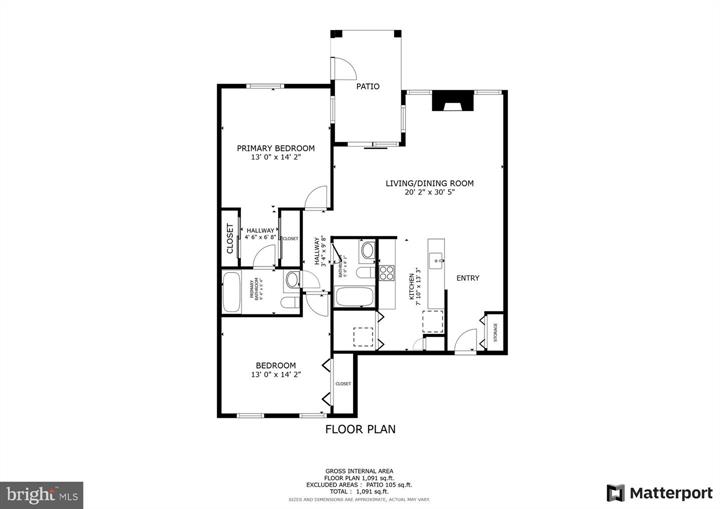 PATIO
PRIMARY BEDROOM
13' 0" x 14' 2"
LIVING/DINING ROOM
20' 2" x 30' 5"
CLOSET
HALLWAY
4' 6" x 6' 8"
CLOSET
HALLWAY
3' 4" x 9' 8"
BATHROOM
PRIMARY
BATHROOM
KITCHEN
7' 10" x 13' 3"
ENTRY
STORAGE
BEDROOM
13' 0" x 14' 2"
CLOSET
FLOOR PLAN
GROSS INTERNAL AREA
FLOOR PLAN 1,091 sq.ft.
EXCLUDED AREAS : PATIO 105 sq.ft.
TOTAL : 1,091 sq.ft.
SIZES AND DIMENSIONS ARE APPROXIMATE, ACTUAL MAY VARY.
bright MLS
Matterport